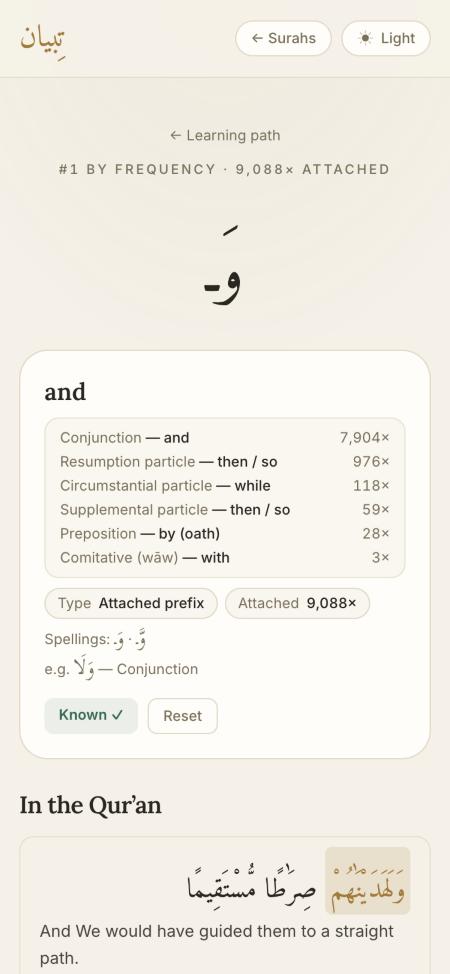 تِبيان
← Surahs
Light
← Learning path
#1 BY FREQUENCY · 9,088× ATTACHED
وَـ
and
Conjunction — and 7,904×
Resumption particle — then / so 976×
Circumstantial particle — while 118×
Supplemental particle — then / so 59×
Preposition — by (oath) 28×
Comitative (wāw) — with 3×
Type Attached prefix
Attached 9,088×
Spellings: وَـ · وَّـ
e.g. وَلَا — Conjunction
Known ✓
Reset
In the Qur’an
وَلَهَدَيْنَٰهُمْ صِرَٰطًا مُّسْتَقِيمًا
And We would have guided them to a straight
path.